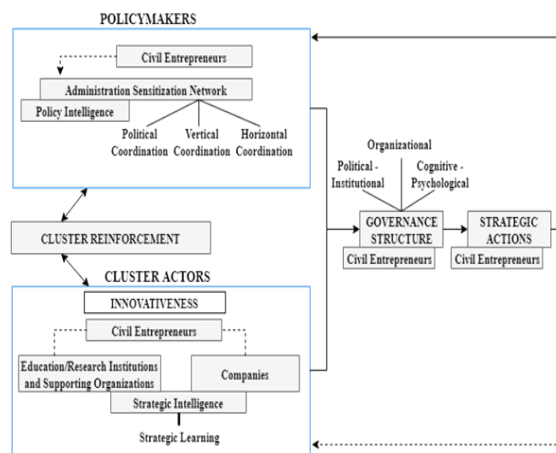 POLICYMAKERS
Civil Entrepreneurs
Administration Sensitization Network
Policy Intelligence
Political
Coordination
Vertical
Coordination
Horizontal
Coordination
CLUSTER REINFORCEMENT
CLUSTER ACTORS
INNOVATIVENESS
Civil Entrepreneurs
Education/Research Institutions
and Supporting Organizations
Companies
Strategic Intelligence
Strategic Learning
Organizational
Political -
Institutional
Cognitive -
Psychological
GOVERNANCE
STRUCTURE
Civil Entrepreneurs
STRATEGIC
ACTIONS
Civil Entrepreneurs